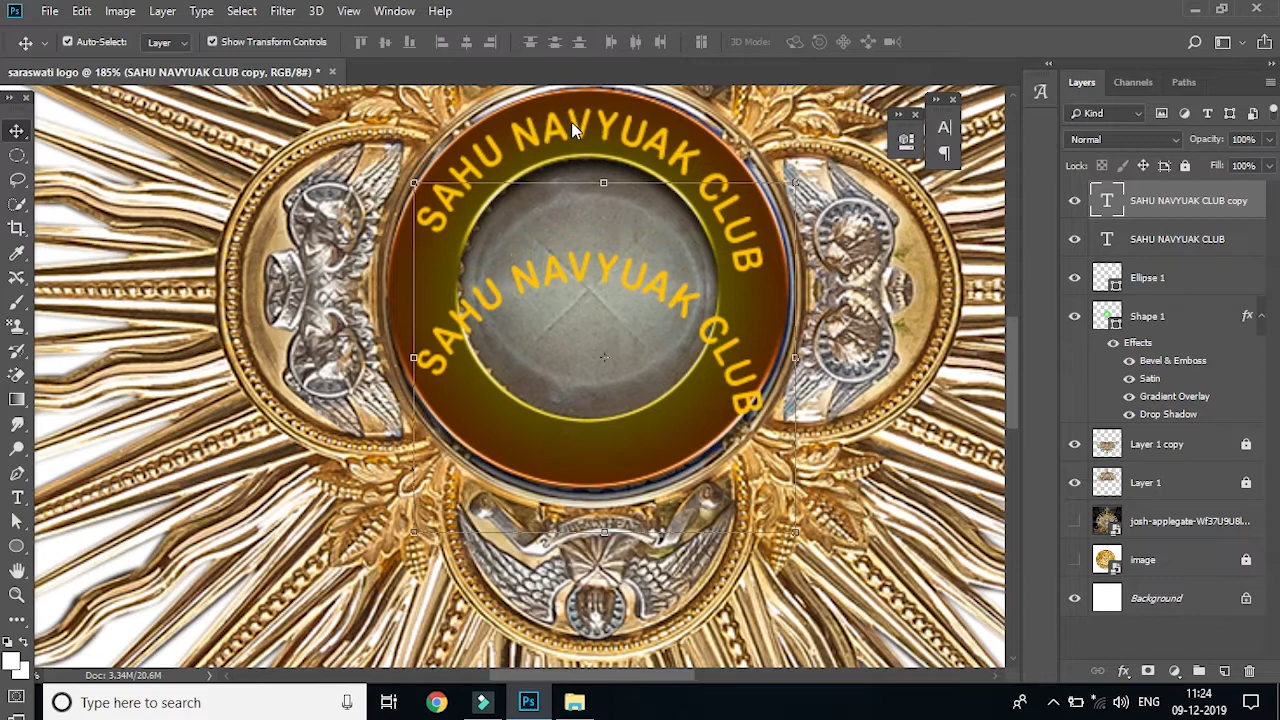 Ps File Edit Image Layer Type Select Filter 3D View Window Help
Auto-Select: Layer Show Transform Controls 3D Mode:
saraswati logo @ 185% (SAHU NAVYUAK CLUB copy, RGB/8#) *
SAHU NAVYUAK CLUB
SAHU NAVYUAK CLUB
Layers Channels Paths
Kind
Normal Opacity: 100%
Lock: Fill: 100%
T SAHU NAVYUAK CLUB copy
T SAHU NAVYUAK CLUB
Ellipse 1
Shape 1 fx
Effects
Bevel & Emboss
Satin
Gradient Overlay
Drop Shadow
Layer 1 copy
Layer 1
image
Background
Doc: 3.34M/20.6M
Type here to search
Ps
ENG
11:24
09-12-2019